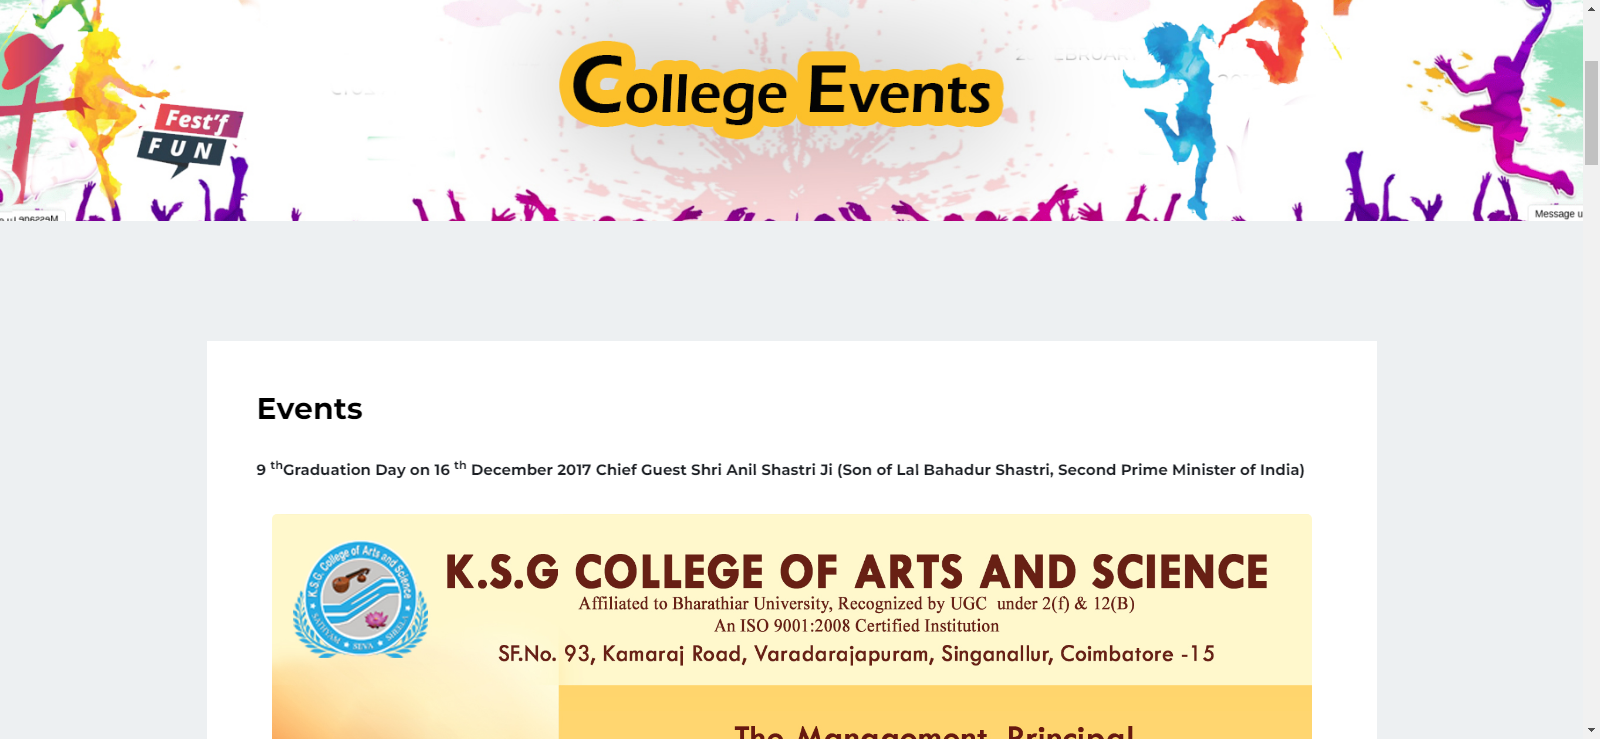 College Events
Fest'f
FUN
Message u
Events
9 thGraduation Day on 16 th December 2017 Chief Guest Shri Anil Shastri Ji (Son of Lal Bahadur Shastri, Second Prime Minister of India)
K.S.G. College of Arts and Science
SATHYAM ★ SEVA ★ SHEELA
K.S.G COLLEGE OF ARTS AND SCIENCE
Affiliated to Bharathiar University, Recognized by UGC under 2(f) & 12(B)
An ISO 9001:2008 Certified Institution
SF.No. 93, Kamaraj Road, Varadarajapuram, Singanallur, Coimbatore -15
The Management, Principal